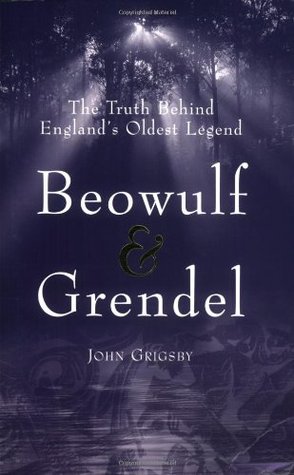 The Truth Behind
England's Oldest Legend
Beowulf
&
Grendel
John Grigsby